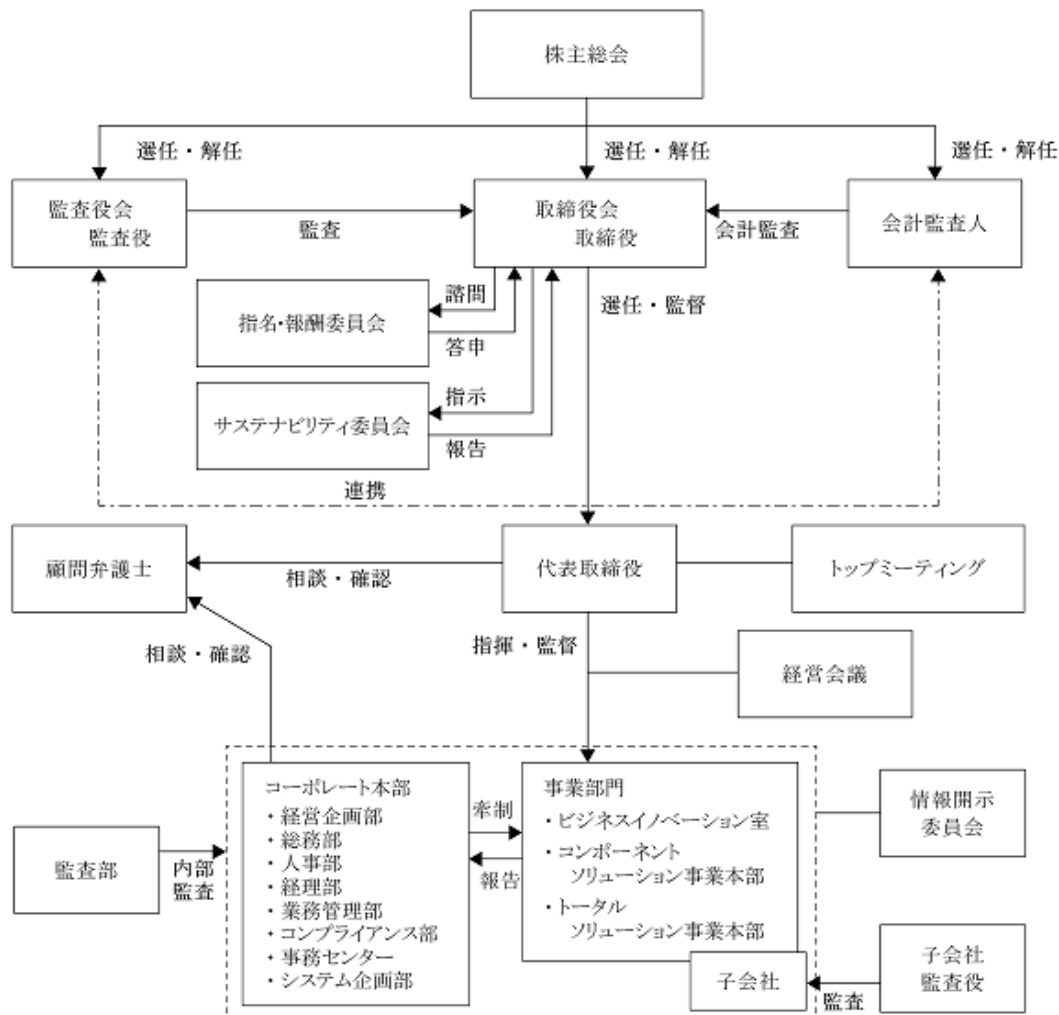 株主総会
選任・解任
選任・解任
選任・解任
監査役会
監査役
監査
取締役会
取締役
会計監査
会計監査人
諮問
選任・監督
指名・報酬委員会
答申
指示
サステナビリティ委員会
報告
連携
顧問弁護士
相談・確認
代表取締役
トップミーティング
相談・確認
指揮・監督
経営会議
コーポレート本部
・経営企画部
・総務部
・人事部
・経理部
・業務管理部
・コンプライアンス部
・事務センター
・システム企画部
牽制
報告
事業部門
・ビジネスイノベーション室
・コンポーネント
ソリューション事業本部
・トータル
ソリューション事業本部
情報開示
委員会
監査部
内部
監査
子会社
監査
子会社
監査役